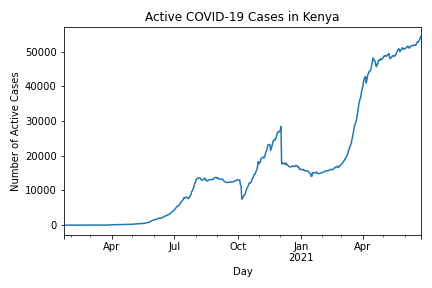 Active COVID-19 Cases in Kenya
Number of Active Cases
50000
40000
30000
20000
10000
0
Apr
Jul
Oct
Jan
2021
Apr
Day